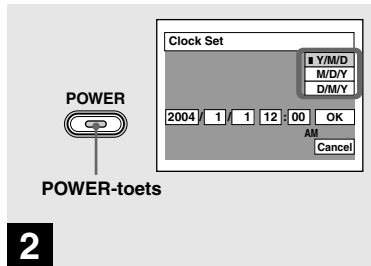 Clock Set
Y/M/D
M/D/Y
D/M/Y
POWER
2004 / 1 / 1 12 : 00 OK
AM
Cancel
POWER-toets
2